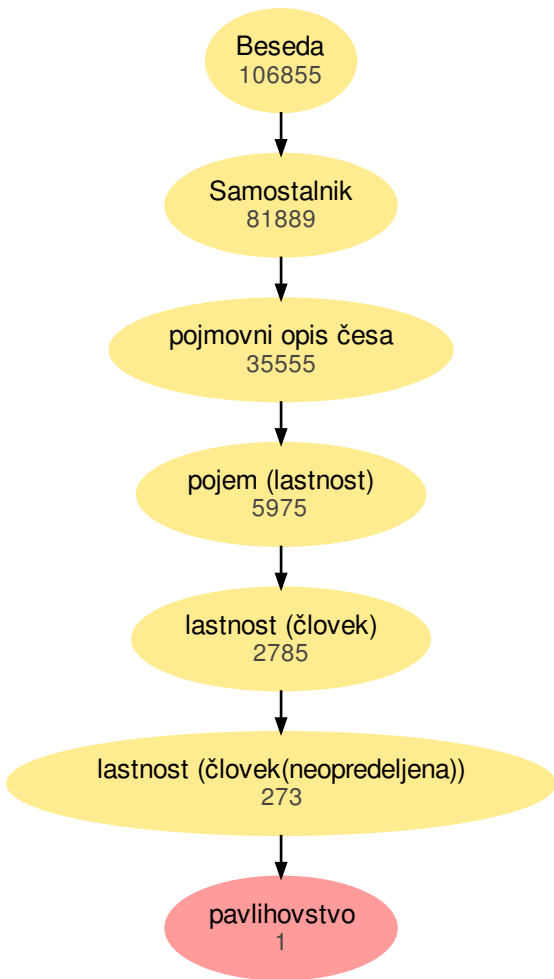 Beseda
106855
Samostalnik
81889
pojmovni opis česa
35555
pojem (lastnost)
5975
lastnost (človek)
2785
lastnost (človek(neopredeljena))
273
pavlihovstvo
1